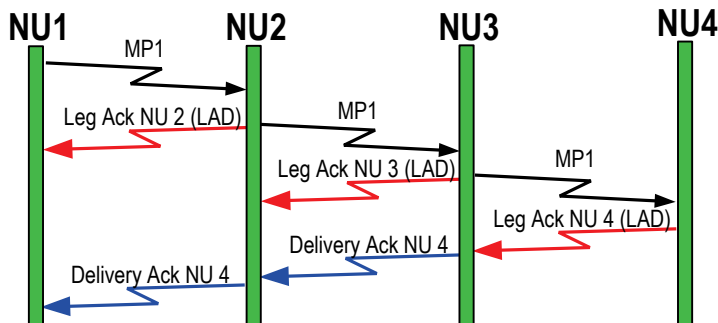 NU1
NU2
NU3
NU4
MP1
Leg Ack NU 2 (LAD)
MP1
Leg Ack NU 3 (LAD)
MP1
Leg Ack NU 4 (LAD)
Delivery Ack NU 4
Delivery Ack NU 4